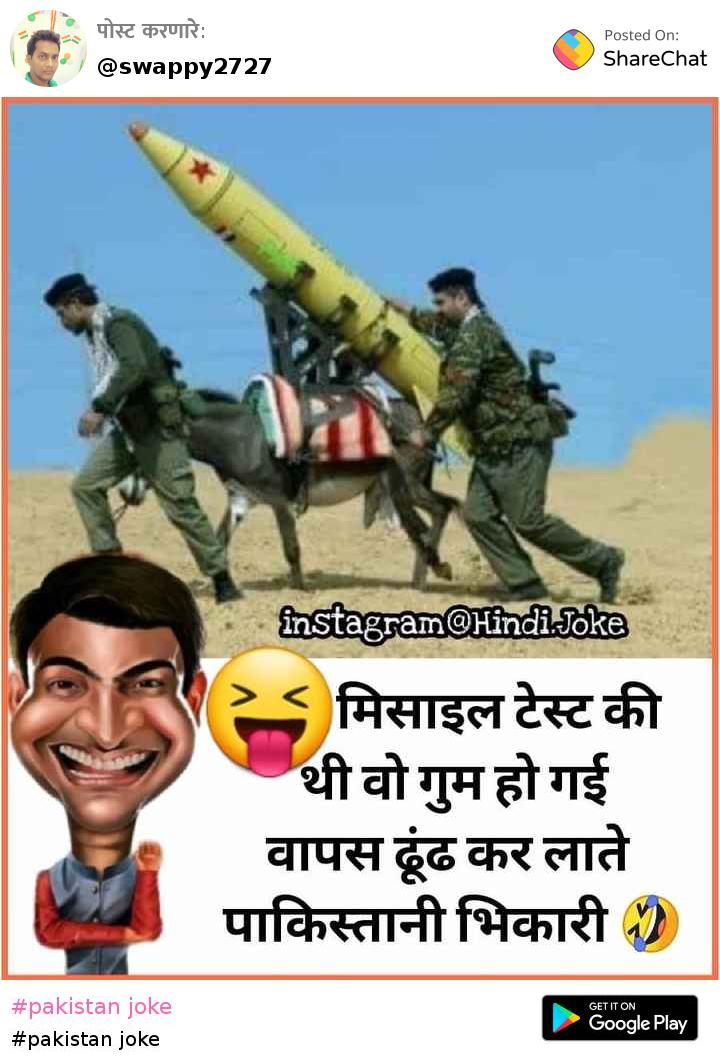 पोस्ट करणारे:
@swappy2727
Posted On:
ShareChat
instagram@Hindi.Joke
मिसाइल टेस्ट की
थी वो गुम हो गई
वापस ढूंढ कर लाते
पाकिस्तानी भिकारी
#pakistan joke
#pakistan joke
GET IT ON
Google Play